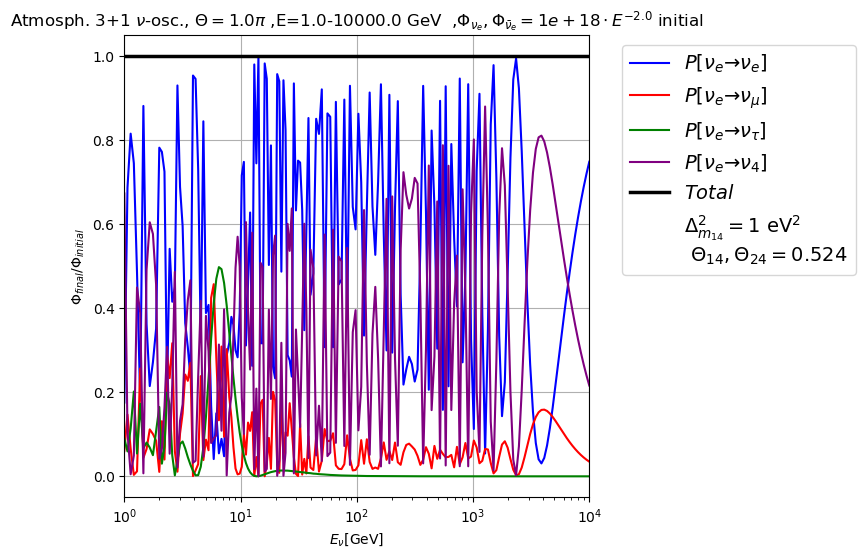 Atmosph. 3+1 ν-osc., Θ = 1.0π ,E=1.0-10000.0 GeV ,Φ_{ν_e}, Φ_{ν̄_e} = 1e + 18 · E^{−2.0} initial
P[ν_e→ν_e]
P[ν_e→ν_μ]
P[ν_e→ν_τ]
P[ν_e→ν_4]
Total
Δ^2_{m_{14}} = 1 eV^2
Θ_{14}, Θ_{24} = 0.524
Φ_{final}/Φ_{initial}
1.0
0.8
0.6
0.4
0.2
0.0
10^0
10^1
10^2
10^3
10^4
E_ν[GeV]